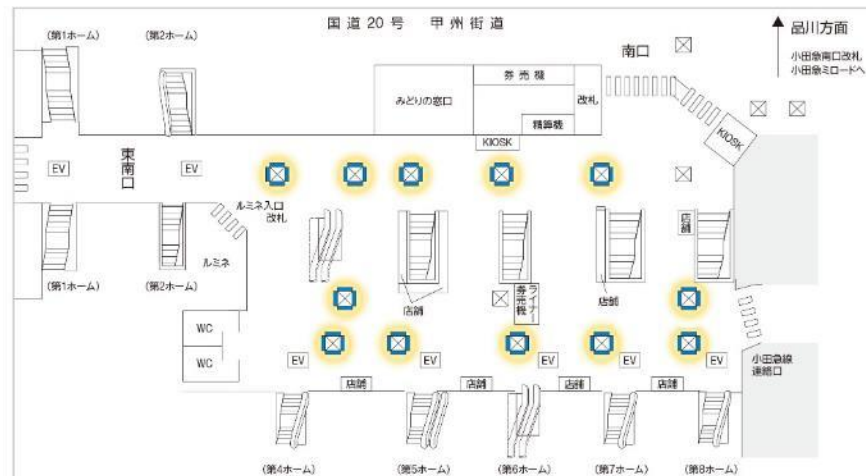 国道20号 甲州街道
品川方面
小田急南口改札
小田急ミロードへ
(第1ホーム)
(第2ホーム)
南口
券売機
みどりの窓口
改札
精算機
KIOSK
KIOSK
東南口
EV
EV
ルミネ入口
改札
店舗
ルミネ
(第1ホーム)
(第2ホーム)
店舗
ライナー
券売機
店舗
WC
WC
EV
EV
EV
EV
EV
小田急線
連絡口
店舗
店舗
店舗
店舗
(第4ホーム)
(第5ホーム)
(第6ホーム)
(第7ホーム)
(第8ホーム)